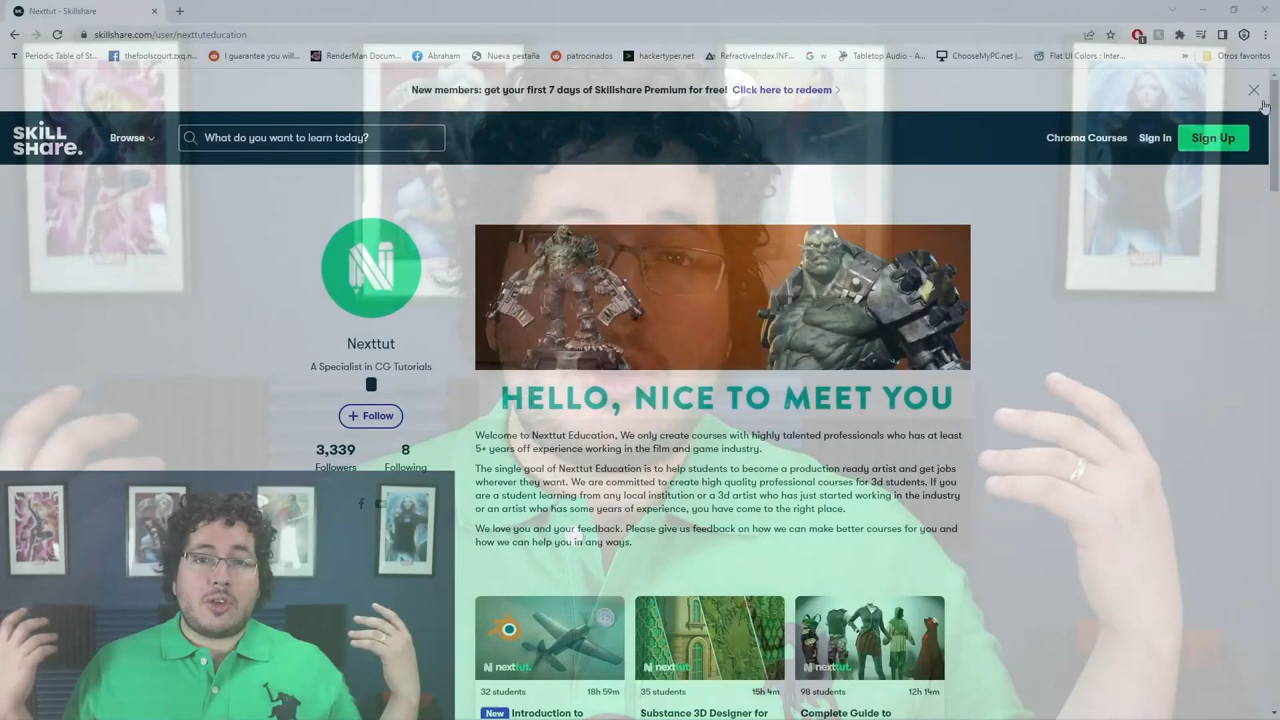 Nexttut - Skillshare
skillshare.com/user/nexttuteducation
Periodic Table of St... thefoolscourt.zxq.n... I guarantee you will... RenderMan Docum... Abraham Nueva pestaña patrocinados hackertyper.net RefractiveIndex.INF... w Tabletop Audio - A... ChooseMyPC.net |... Flat UI Colors : Inter... » Otros favoritos
New members: get your first 7 days of Skillshare Premium for free! Click here to redeem
SKILL
SHARE.
Browse
What do you want to learn today?
Chroma Courses Sign In Sign Up
N
Nexttut
A Specialist in CG Tutorials
+ Follow
3,339 8
Followers Following
HELLO, NICE TO MEET YOU
Welcome to Nexttut Education, We only create courses with highly talented professionals who has at least
5+ years off experience working in the film and game industry.
The single goal of Nexttut Education is to help students to become a production ready artist and get jobs
wherever they want. We are committed to create high quality professional courses for 3d students. If you
are a student learning from any local institution or a 3d artist who has just started working in the industry
or an artist who has some years of experience, you have come to the right place.
We love you and your feedback. Please give us feedback on how we can make better courses for you and
how we can help you in any ways.
nexttut. nexttut. nexttut.
32 students 18h 59m
35 students 15h 4m
98 students 12h 14m
New Introduction to
Substance 3D Designer for
Complete Guide to